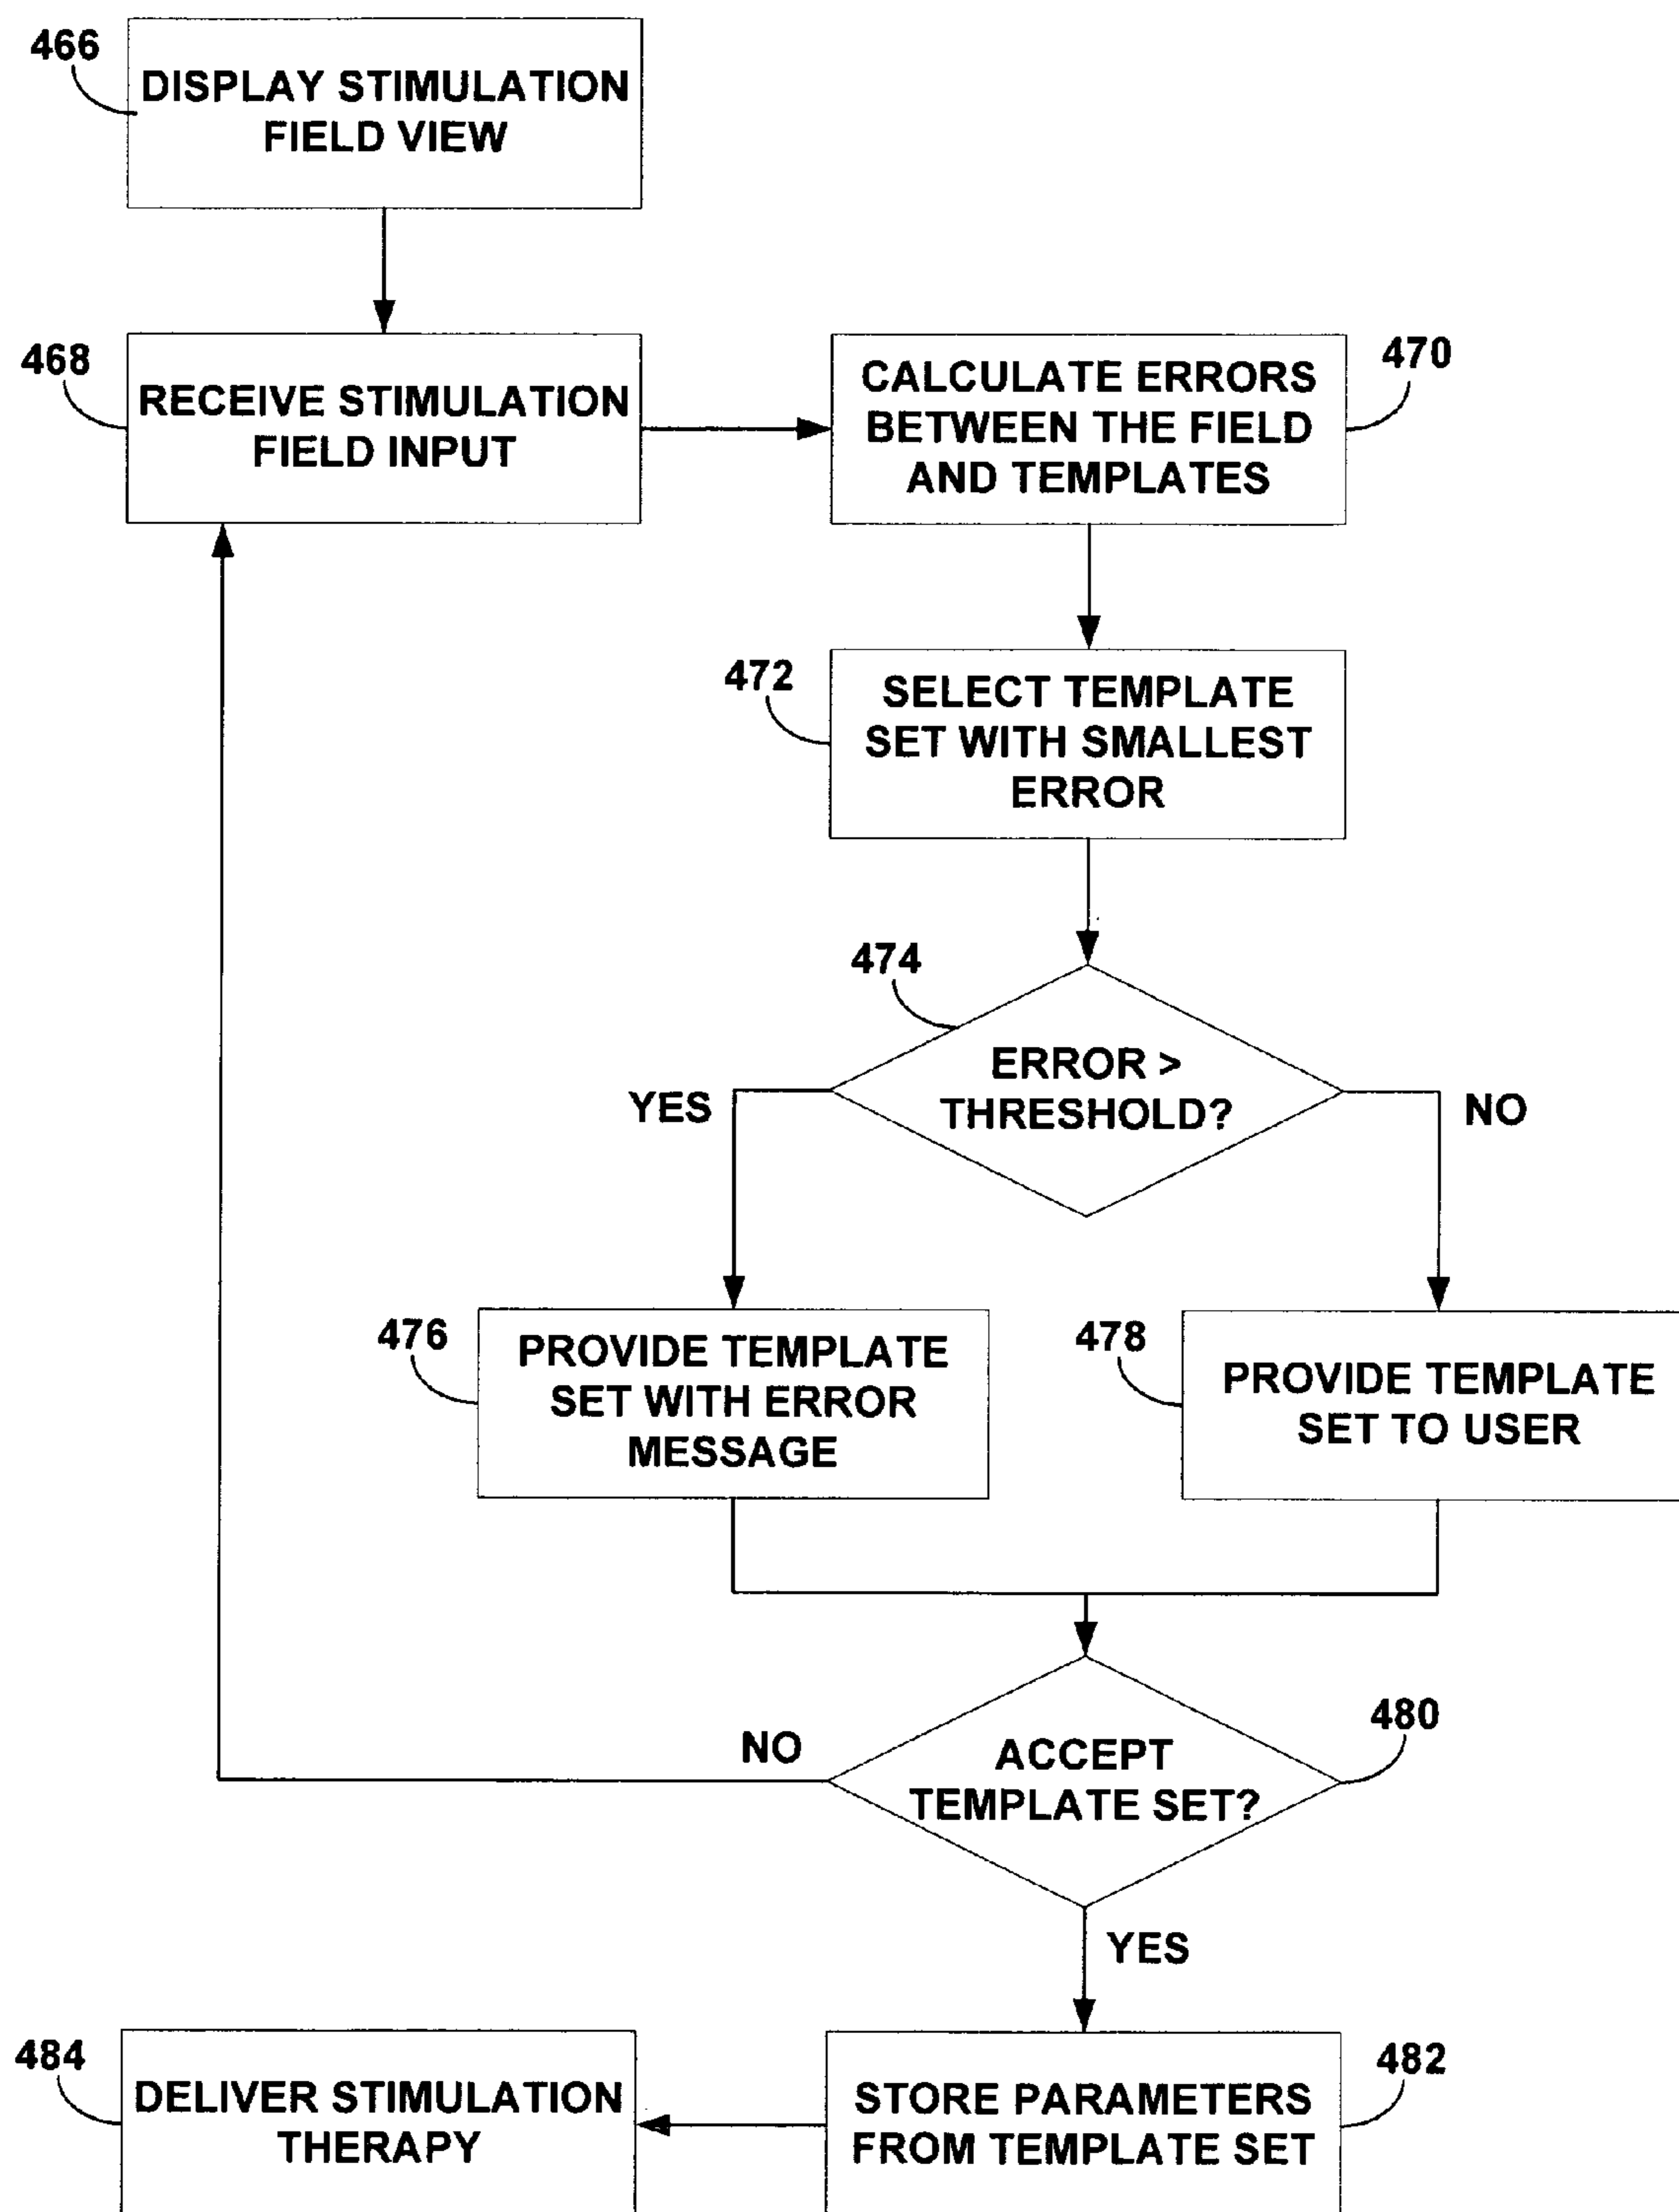 466
DISPLAY STIMULATION
FIELD VIEW
468
RECEIVE STIMULATION
FIELD INPUT
470
CALCULATE ERRORS
BETWEEN THE FIELD
AND TEMPLATES
472
SELECT TEMPLATE
SET WITH SMALLEST
ERROR
474
ERROR >
THRESHOLD?
YES
NO
476
PROVIDE TEMPLATE
SET WITH ERROR
MESSAGE
478
PROVIDE TEMPLATE
SET TO USER
480
ACCEPT
TEMPLATE SET?
NO
YES
482
STORE PARAMETERS
FROM TEMPLATE SET
484
DELIVER STIMULATION
THERAPY